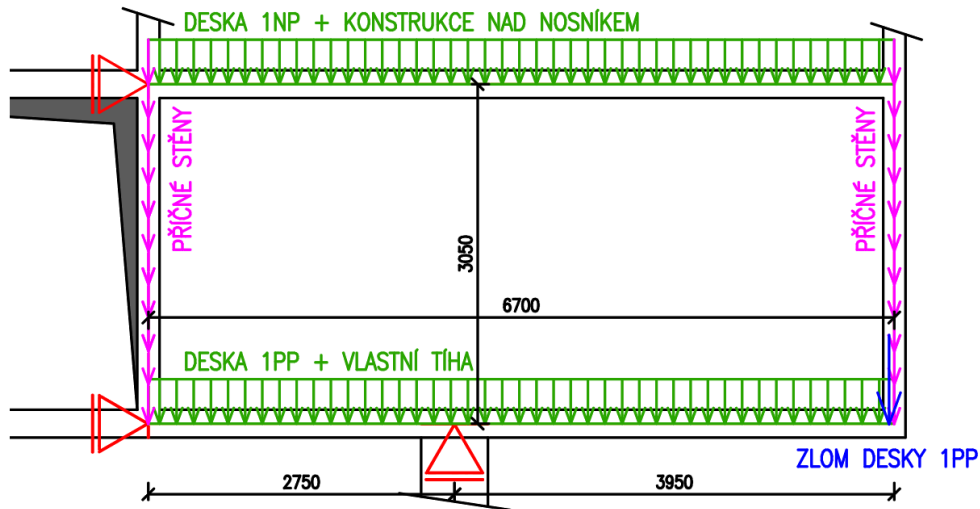 DESKA 1NP + KONSTRUKCE NAD NOSNÍKEM
PŘÍČNÉ STĚNY
PŘÍČNÉ STĚNY
3050
6700
DESKA 1PP + VLASTNÍ TÍHA
ZLOM DESKY 1PP
2750
3950